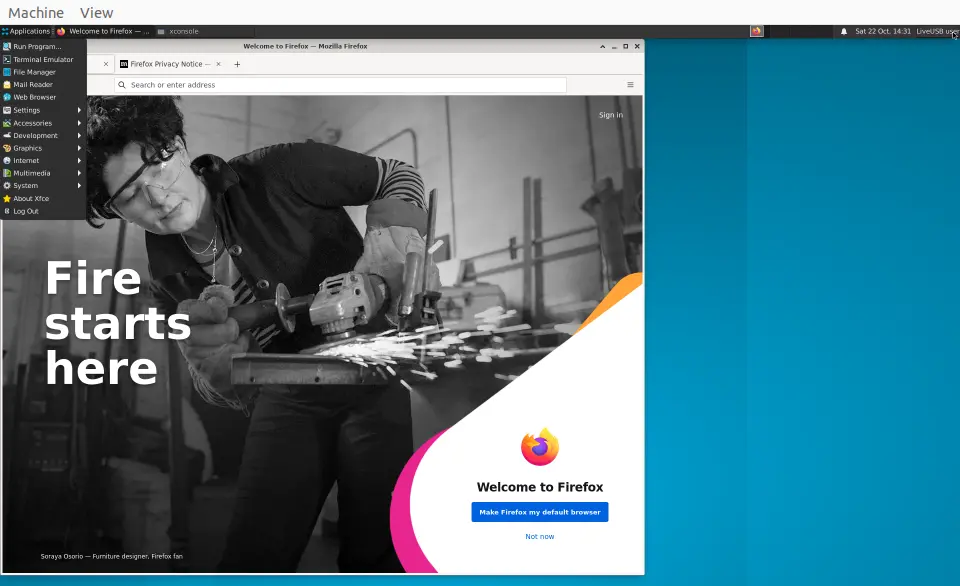 Machine View
Applications Welcome to Firefox — ... xconsole Sat 22 Oct, 14:31 LiveUSB user
Welcome to Firefox — Mozilla Firefox
Run Program...
Terminal Emulator
File Manager
Mail Reader
Web Browser
Settings
Accessories
Development
Graphics
Internet
Multimedia
System
About Xfce
Log Out
Firefox Privacy Notice —
Search or enter address
Sign in
Fire
starts
here
Welcome to Firefox
Make Firefox my default browser
Not now
Soraya Osorio — Furniture designer, Firefox fan